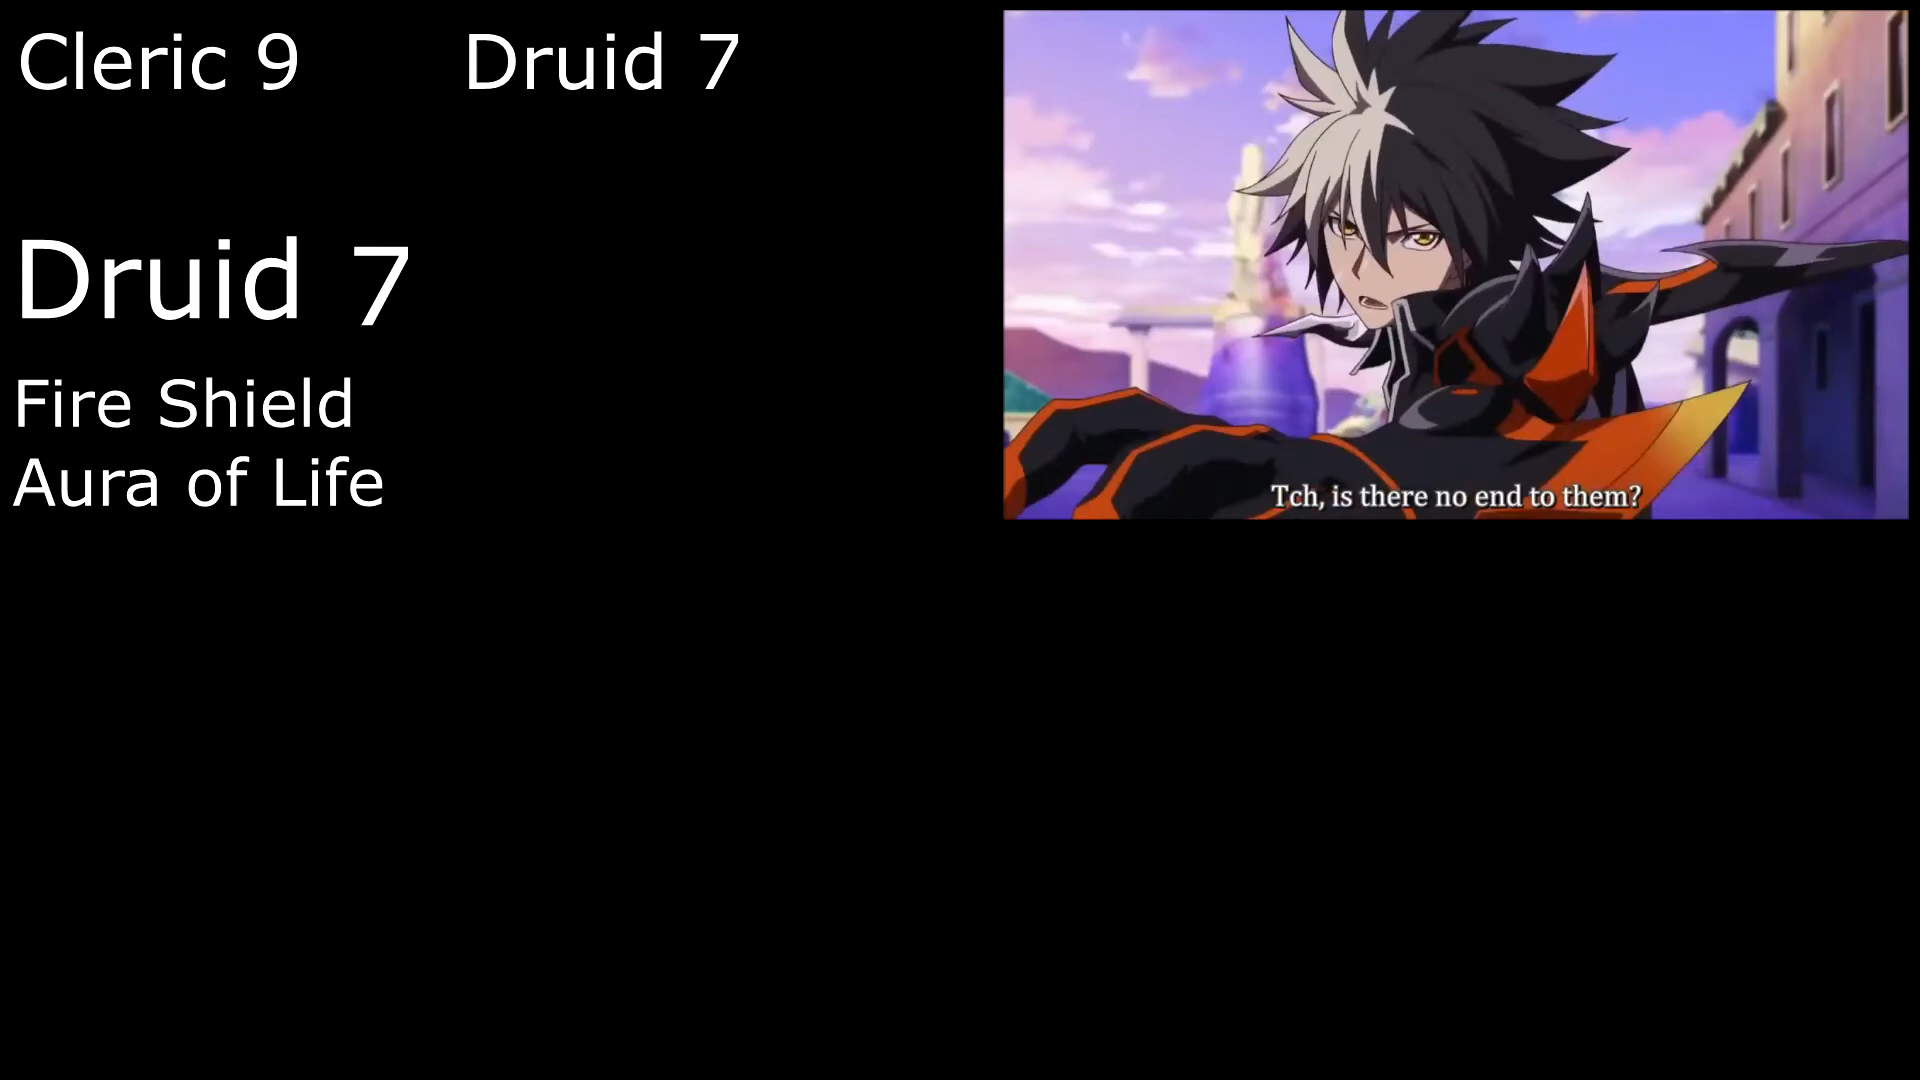 Cleric 9 Druid 7
Druid 7
Fire Shield
Aura of Life
Tch, is there no end to them?